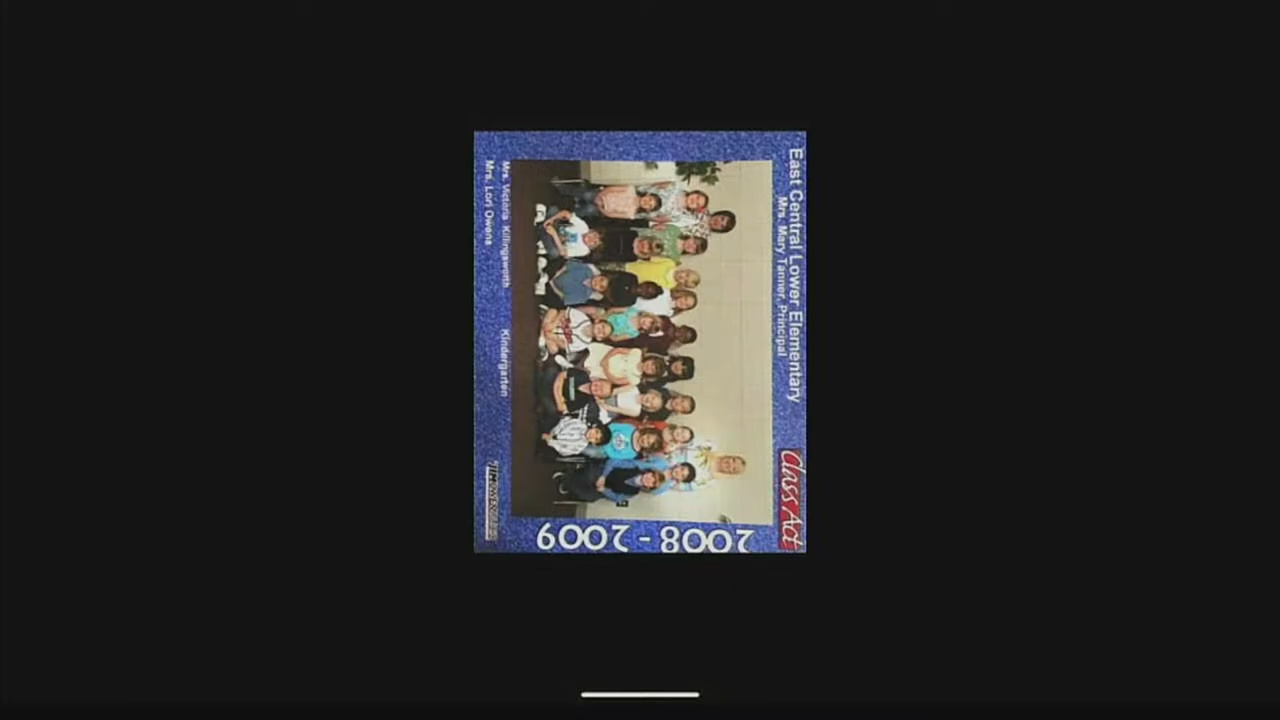 East Central Lower Elementary
Mrs. Mary Tanner, Principal
Class Act
2008 - 2009
Mrs. Victoria Killingsworth
Kindergarten
Mrs. Lori Owens